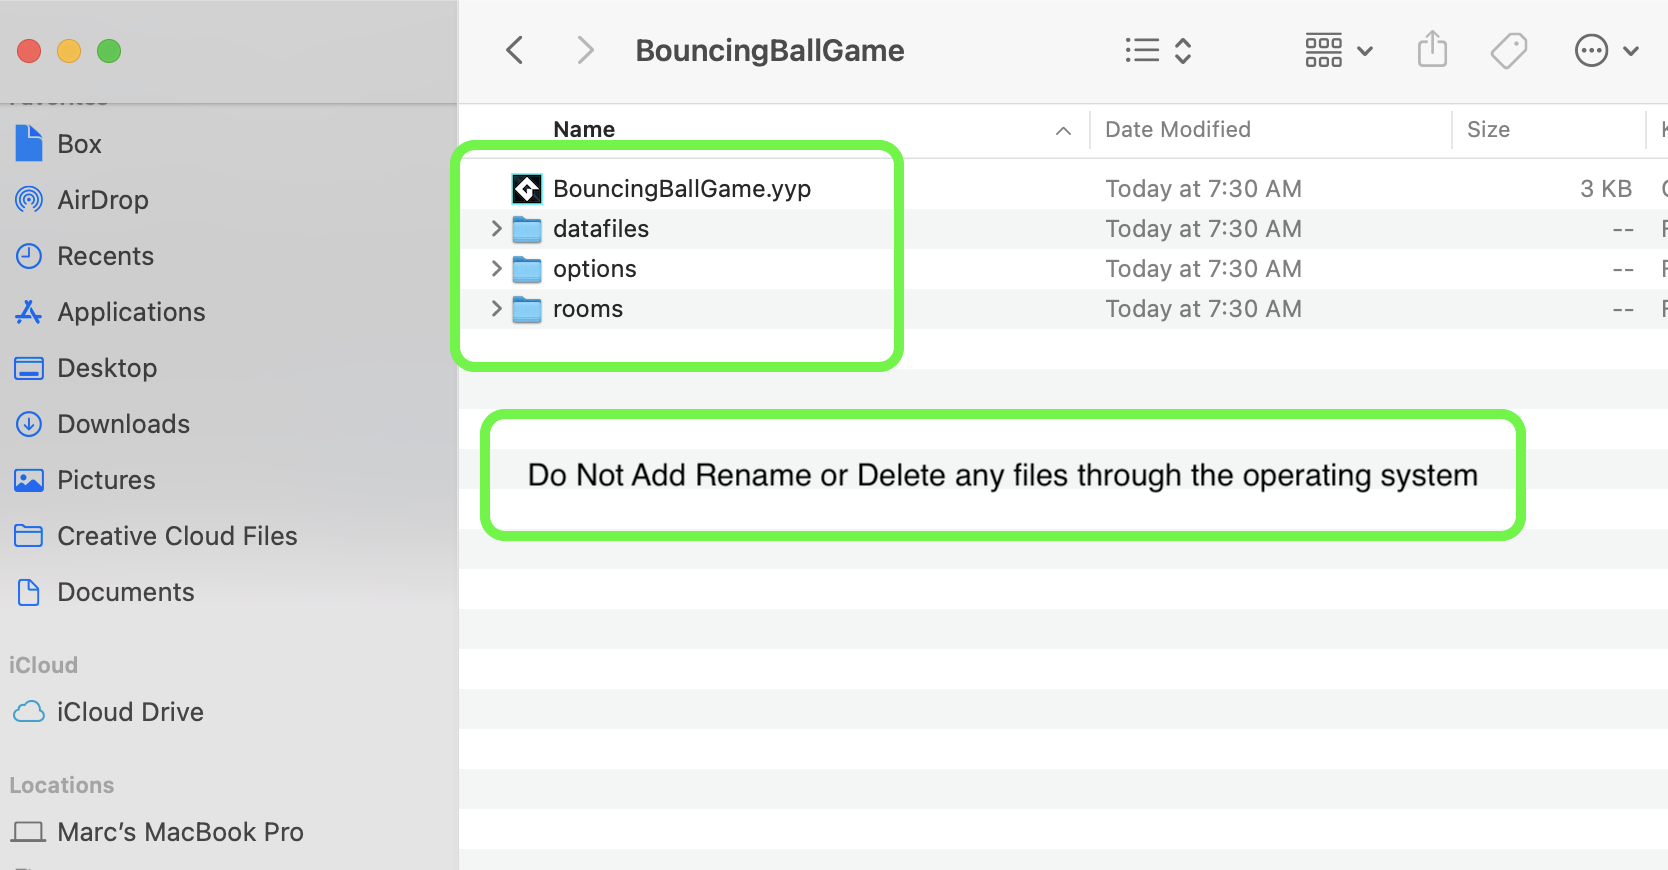 BouncingBallGame
Box
AirDrop
Recents
Applications
Desktop
Downloads
Pictures
Creative Cloud Files
Documents
iCloud
iCloud Drive
Locations
Marc’s MacBook Pro
Name Date Modified Size
BouncingBallGame.yyp Today at 7:30 AM 3 KB
datafiles Today at 7:30 AM --
options Today at 7:30 AM --
rooms Today at 7:30 AM --
Do Not Add Rename or Delete any files through the operating system